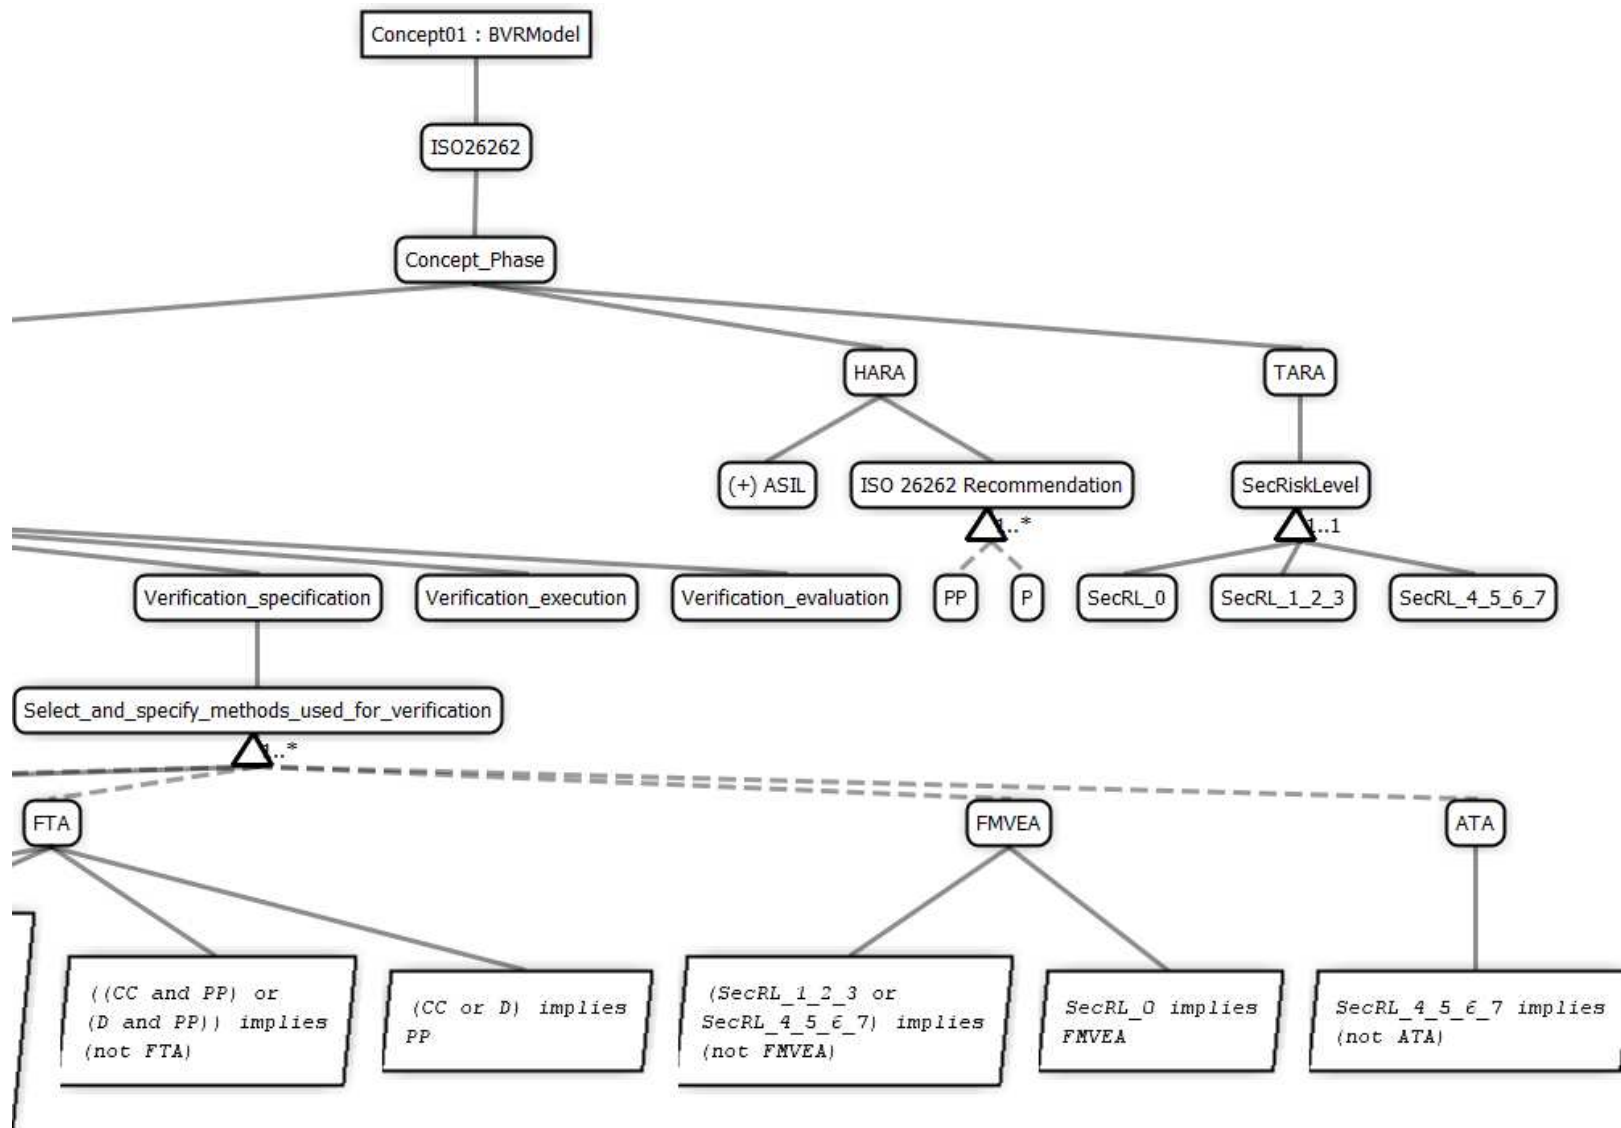 Concept01 : BVRModel
ISO26262
Concept_Phase
HARA
TARA
(+) ASIL
ISO 26262 Recommendation
SecRiskLevel
1..*
1..1
Verification_specification
Verification_execution
Verification_evaluation
PP
P
SecRL_0
SecRL_1_2_3
SecRL_4_5_6_7
Select_and_specify_methods_used_for_verification
1..*
FTA
FMVEA
ATA
((CC and PP) or
(D and PP)) implies
(not FTA)
(CC or D) implies
PP
(SecRL_1_2_3 or
SecRL_4_5_6_7) implies
(not FMVEA)
SecRL_0 implies
FMVEA
SecRL_4_5_6_7 implies
(not ATA)